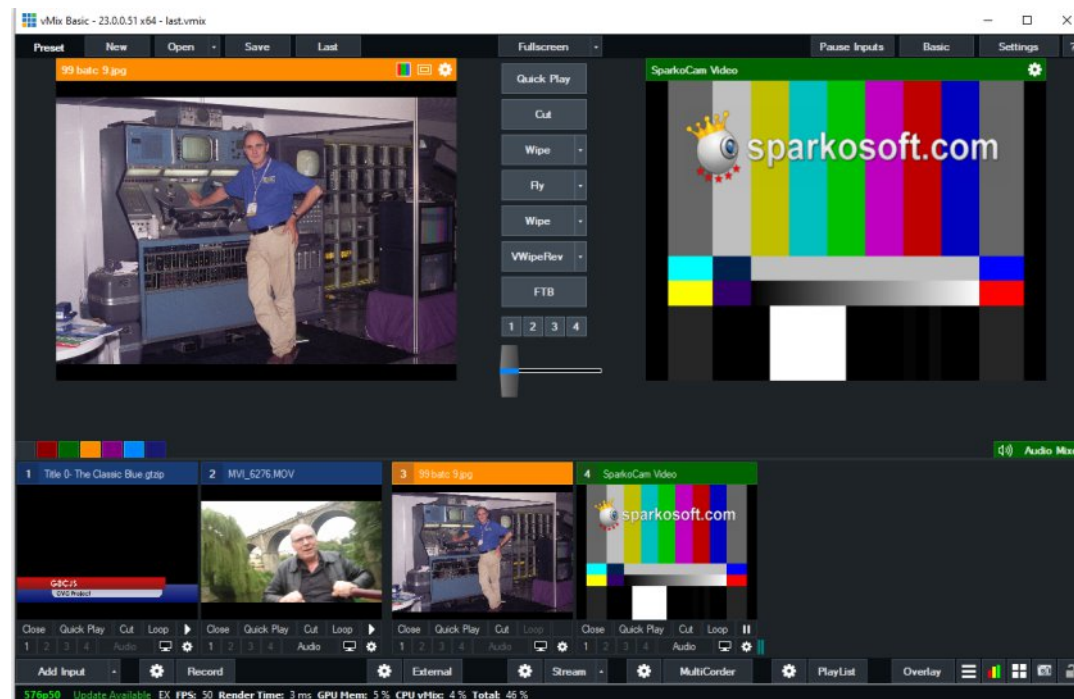 vMix Basic - 23.0.0.51 x64 - last.vmix
Preset New Open Save Last Fullscreen Pause Inputs Basic Settings ?
99 batc 9.jpg
SparkoCam Video
Quick Play
Cut
Wipe
Fly
Wipe
VWipeRev
FTB
1 2 3 4
sparkosoft.com
Audio Mixe
1 Title 0- The Classic Blue.gtzip 2 MVI_6276.MOV 3 99 batc 9.jpg 4 SparkoCam Video
sparkosoft.com
G8CJS
OVG Project
Close Quick Play Cut Loop Close Quick Play Cut Loop Close Quick Play Cut Loop Close Quick Play Cut Loop
1 2 3 4 Audio 1 2 3 4 Audio 1 2 3 4 Audio 1 2 3 4 Audio
Add Input Record External Stream MultiCorder PlayList Overlay
576p50 Update Available EX FPS: 50 Render Time: 3 ms GPU Mem: 5 % CPU vMix: 4 % Total: 46 %